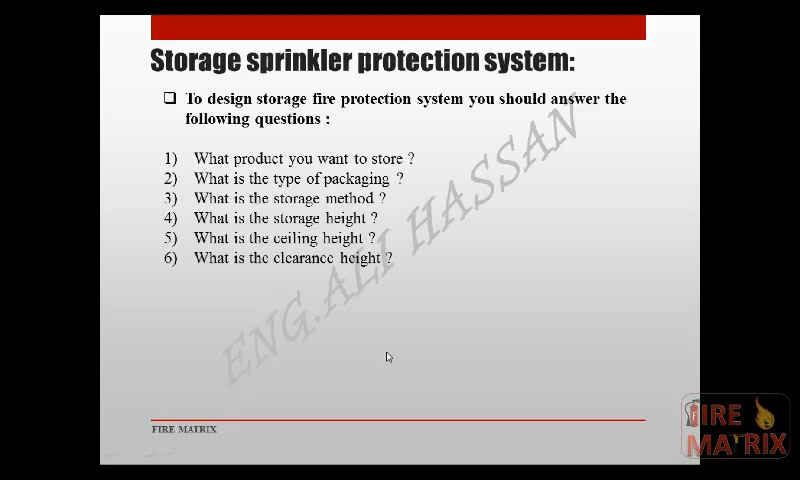 Storage sprinkler protection system:
❑ To design storage fire protection system you should answer the
following questions :
1) What product you want to store ?
2) What is the type of packaging ?
3) What is the storage method ?
4) What is the storage height ?
5) What is the ceiling height ?
6) What is the clearance height ?
ENG.ALI HASSAN
FIRE MATRIX
FIRE
MATRIX